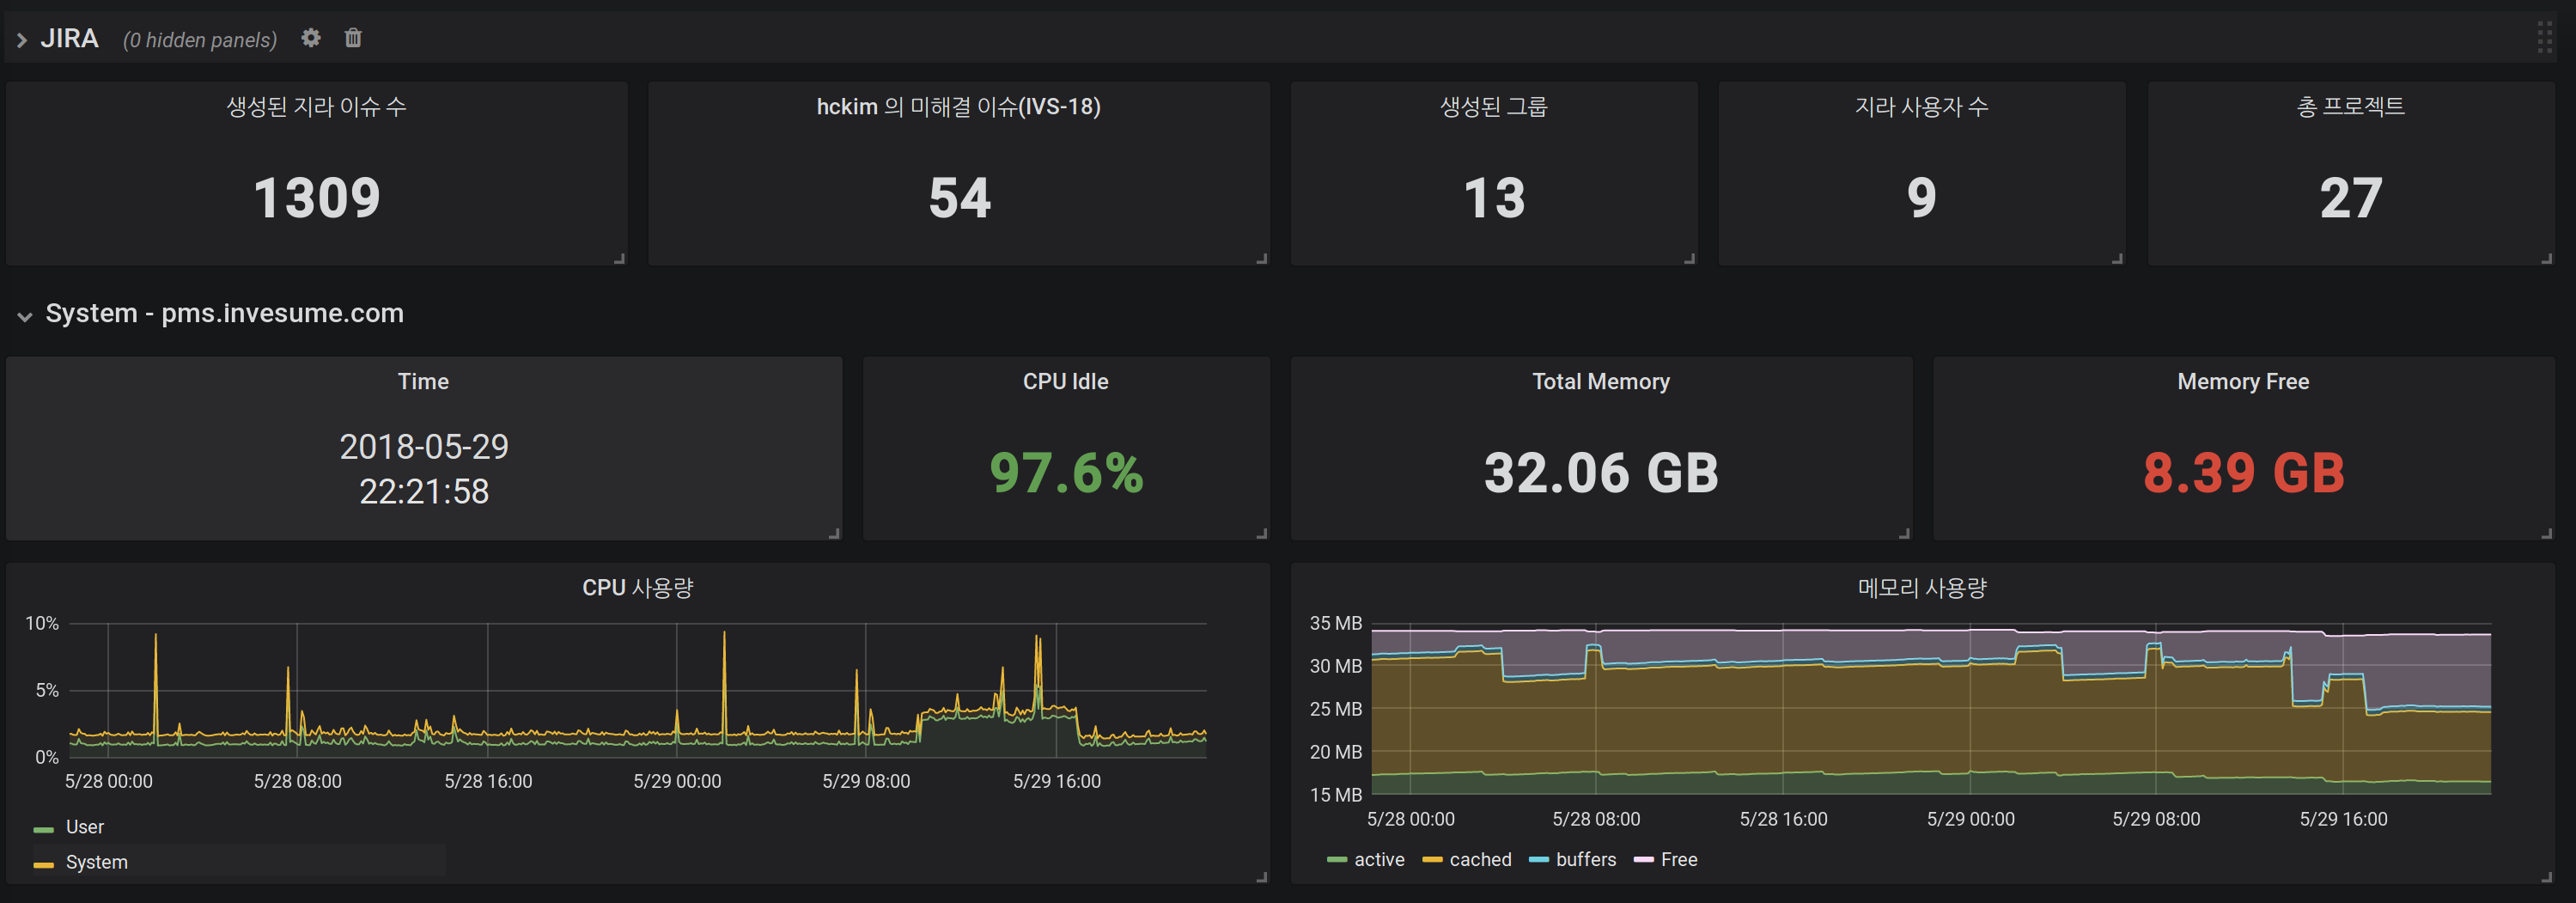 JIRA (0 hidden panels)
생성된 지라 이슈 수
1309
hckim 의 미해결 이슈(IVS-18)
54
생성된 그룹
13
지라 사용자 수
9
총 프로젝트
27
System - pms.invesume.com
Time
2018-05-29
22:21:58
CPU Idle
97.6%
Total Memory
32.06 GB
Memory Free
8.39 GB
CPU 사용량
10%
5%
0%
5/28 00:00 5/28 08:00 5/28 16:00 5/29 00:00 5/29 08:00 5/29 16:00
User
System
메모리 사용량
35 MB
30 MB
25 MB
20 MB
15 MB
5/28 00:00 5/28 08:00 5/28 16:00 5/29 00:00 5/29 08:00 5/29 16:00
active cached buffers Free